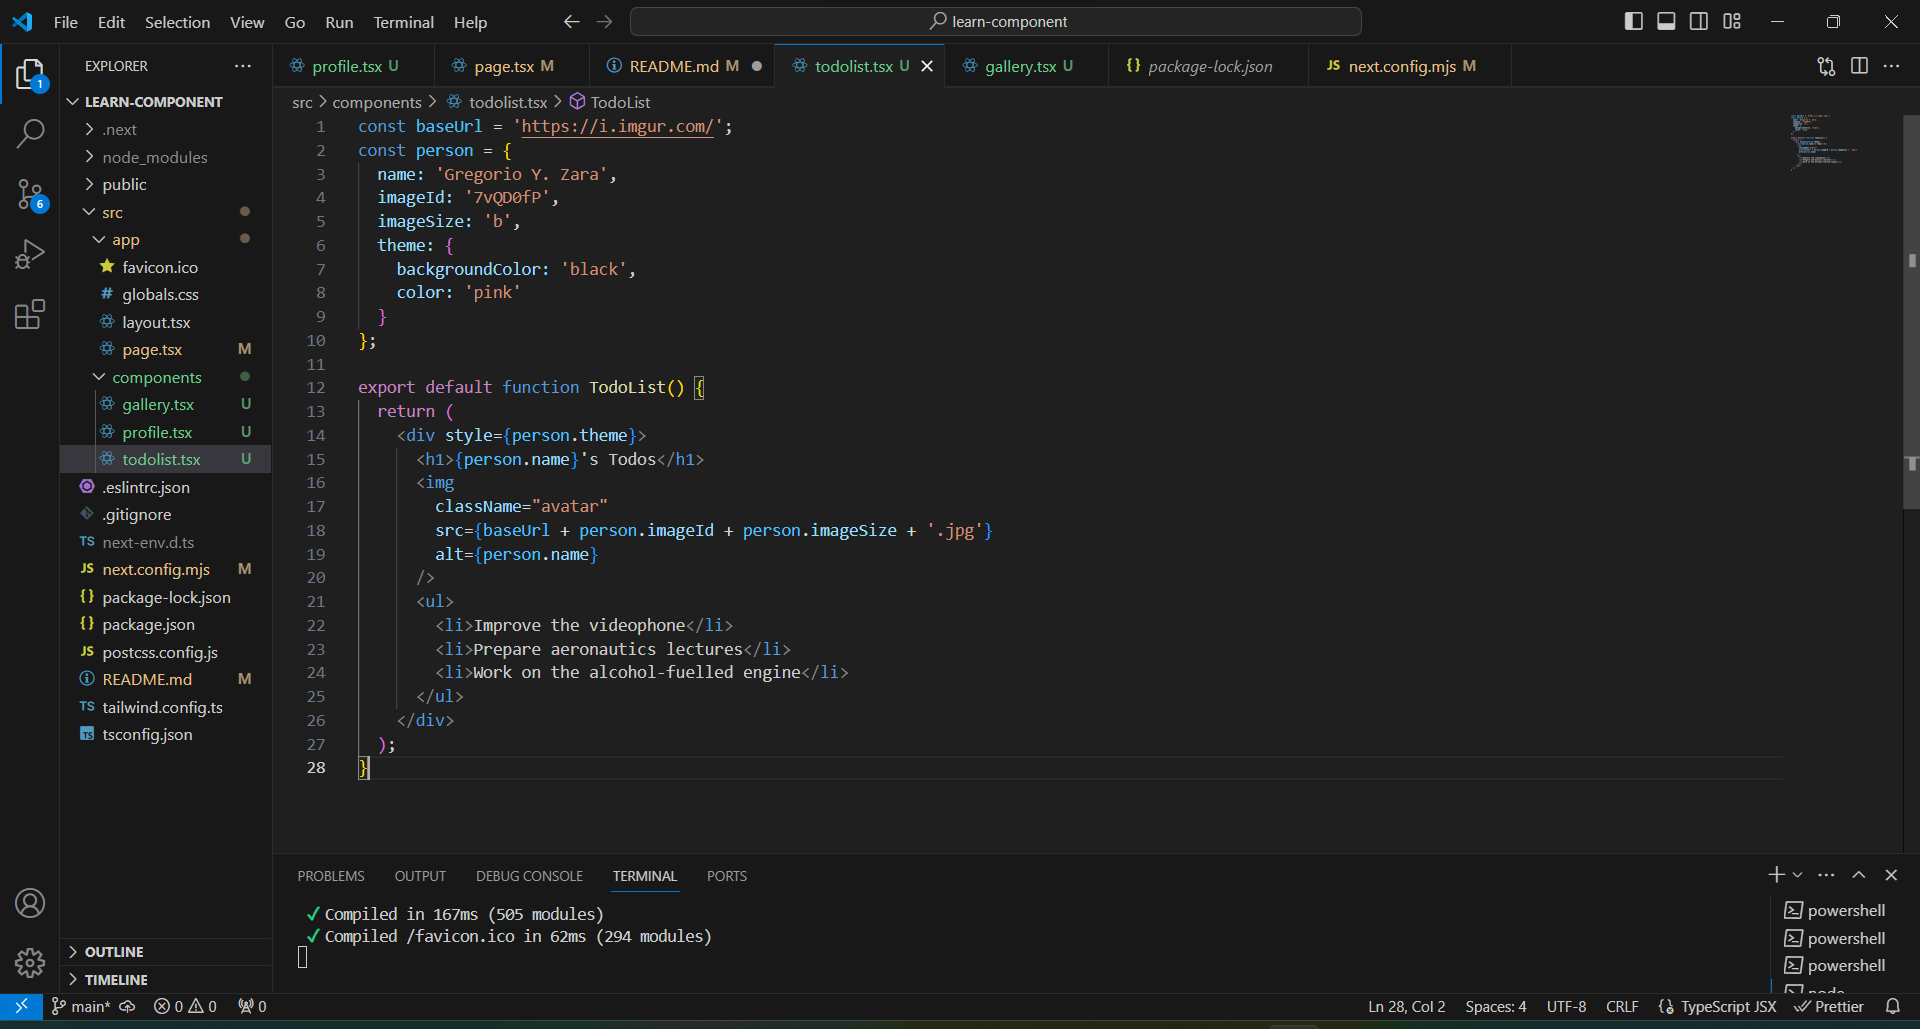 File Edit Selection View Go Run Terminal Help learn-component
EXPLORER
LEARN-COMPONENT
.next
node_modules
public
src
app
favicon.ico
globals.css
layout.tsx
page.tsx M
components
gallery.tsx U
profile.tsx U
todolist.tsx U
.eslintrc.json
.gitignore
TS next-env.d.ts
JS next.config.mjs M
{} package-lock.json
{} package.json
JS postcss.config.js
README.md M
TS tailwind.config.ts
TS tsconfig.json
OUTLINE
TIMELINE
1
6
profile.tsx U page.tsx M README.md M todolist.tsx U gallery.tsx U {} package-lock.json JS next.config.mjs M
src > components > todolist.tsx > TodoList
1 const baseUrl = 'https://i.imgur.com/';
2 const person = {
3 name: 'Gregorio Y. Zara',
4 imageId: '7vQD0fP',
5 imageSize: 'b',
6 theme: {
7 backgroundColor: 'black',
8 color: 'pink'
9 }
10 };
11
12 export default function TodoList() {
13 return (
14 <div style={person.theme}>
15 <h1>{person.name}'s Todos</h1>
16 <img
17 className="avatar"
18 src={baseUrl + person.imageId + person.imageSize + '.jpg'}
19 alt={person.name}
20 />
21 <ul>
22 <li>Improve the videophone</li>
23 <li>Prepare aeronautics lectures</li>
24 <li>Work on the alcohol-fuelled engine</li>
25 </ul>
26 </div>
27 );
28 }
PROBLEMS OUTPUT DEBUG CONSOLE TERMINAL PORTS
✓ Compiled in 167ms (505 modules)
✓ Compiled /favicon.ico in 62ms (294 modules)
powershell
powershell
powershell
node
main* 0 0 0 Ln 28, Col 2 Spaces: 4 UTF-8 CRLF TypeScript JSX Prettier